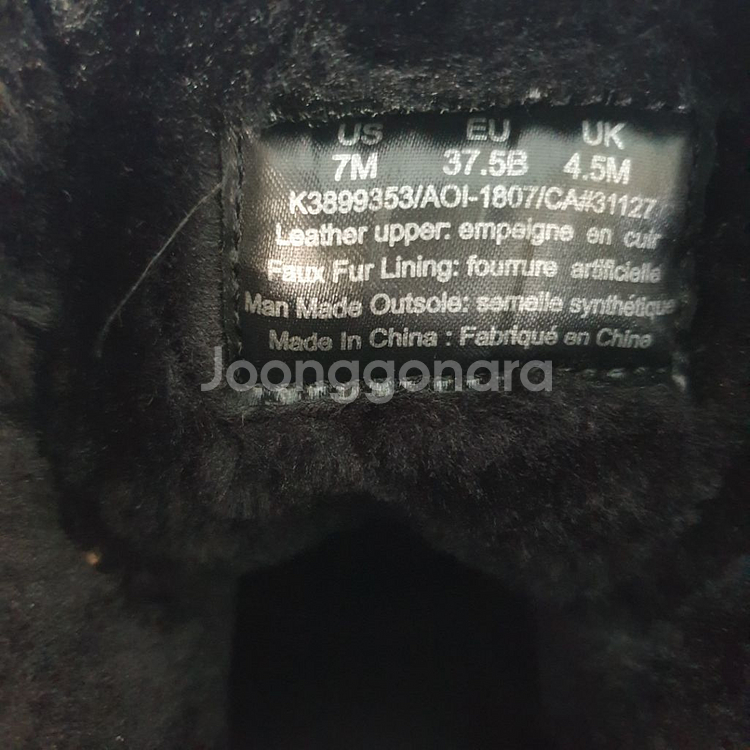 US EU UK
7M 37.5B 4.5M
K3899353/AOI-1807/CA#31127
Leather upper: empeigne en cuir
Faux Fur Lining: fourrure artificielle
Man Made Outsole: semelle synthétique
Made In China : Fabriqué en Chine
Joonggonara